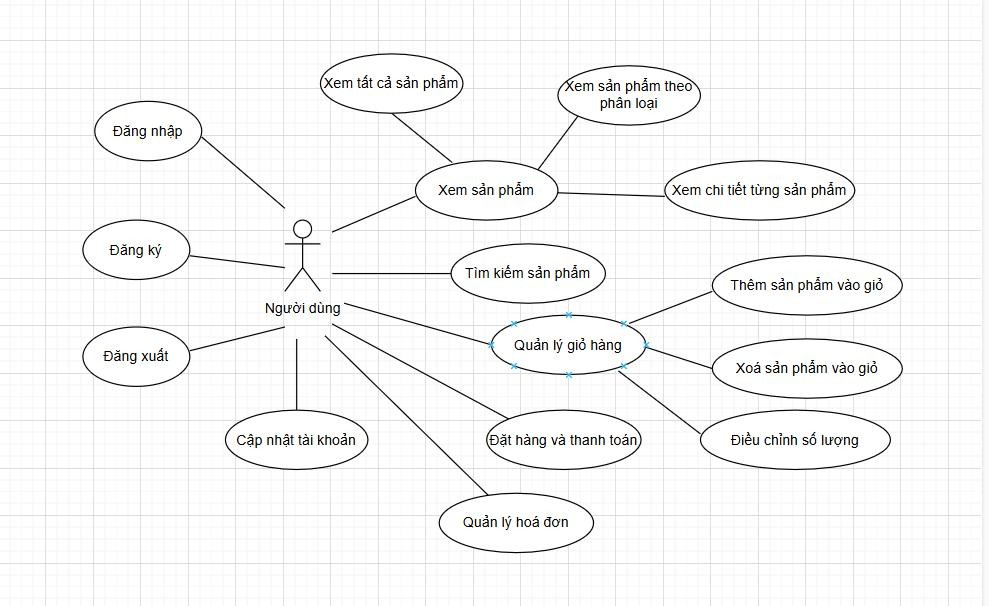 Xem tất cả sản phẩm
Xem sản phẩm theo
phân loại
Đăng nhập
Xem sản phẩm
Xem chi tiết từng sản phẩm
Đăng ký
Tìm kiếm sản phẩm
Thêm sản phẩm vào giỏ
Người dùng
Quản lý giỏ hàng
Đăng xuất
Xoá sản phẩm vào giỏ
Cập nhật tài khoản
Đặt hàng và thanh toán
Điều chỉnh số lượng
Quản lý hoá đơn